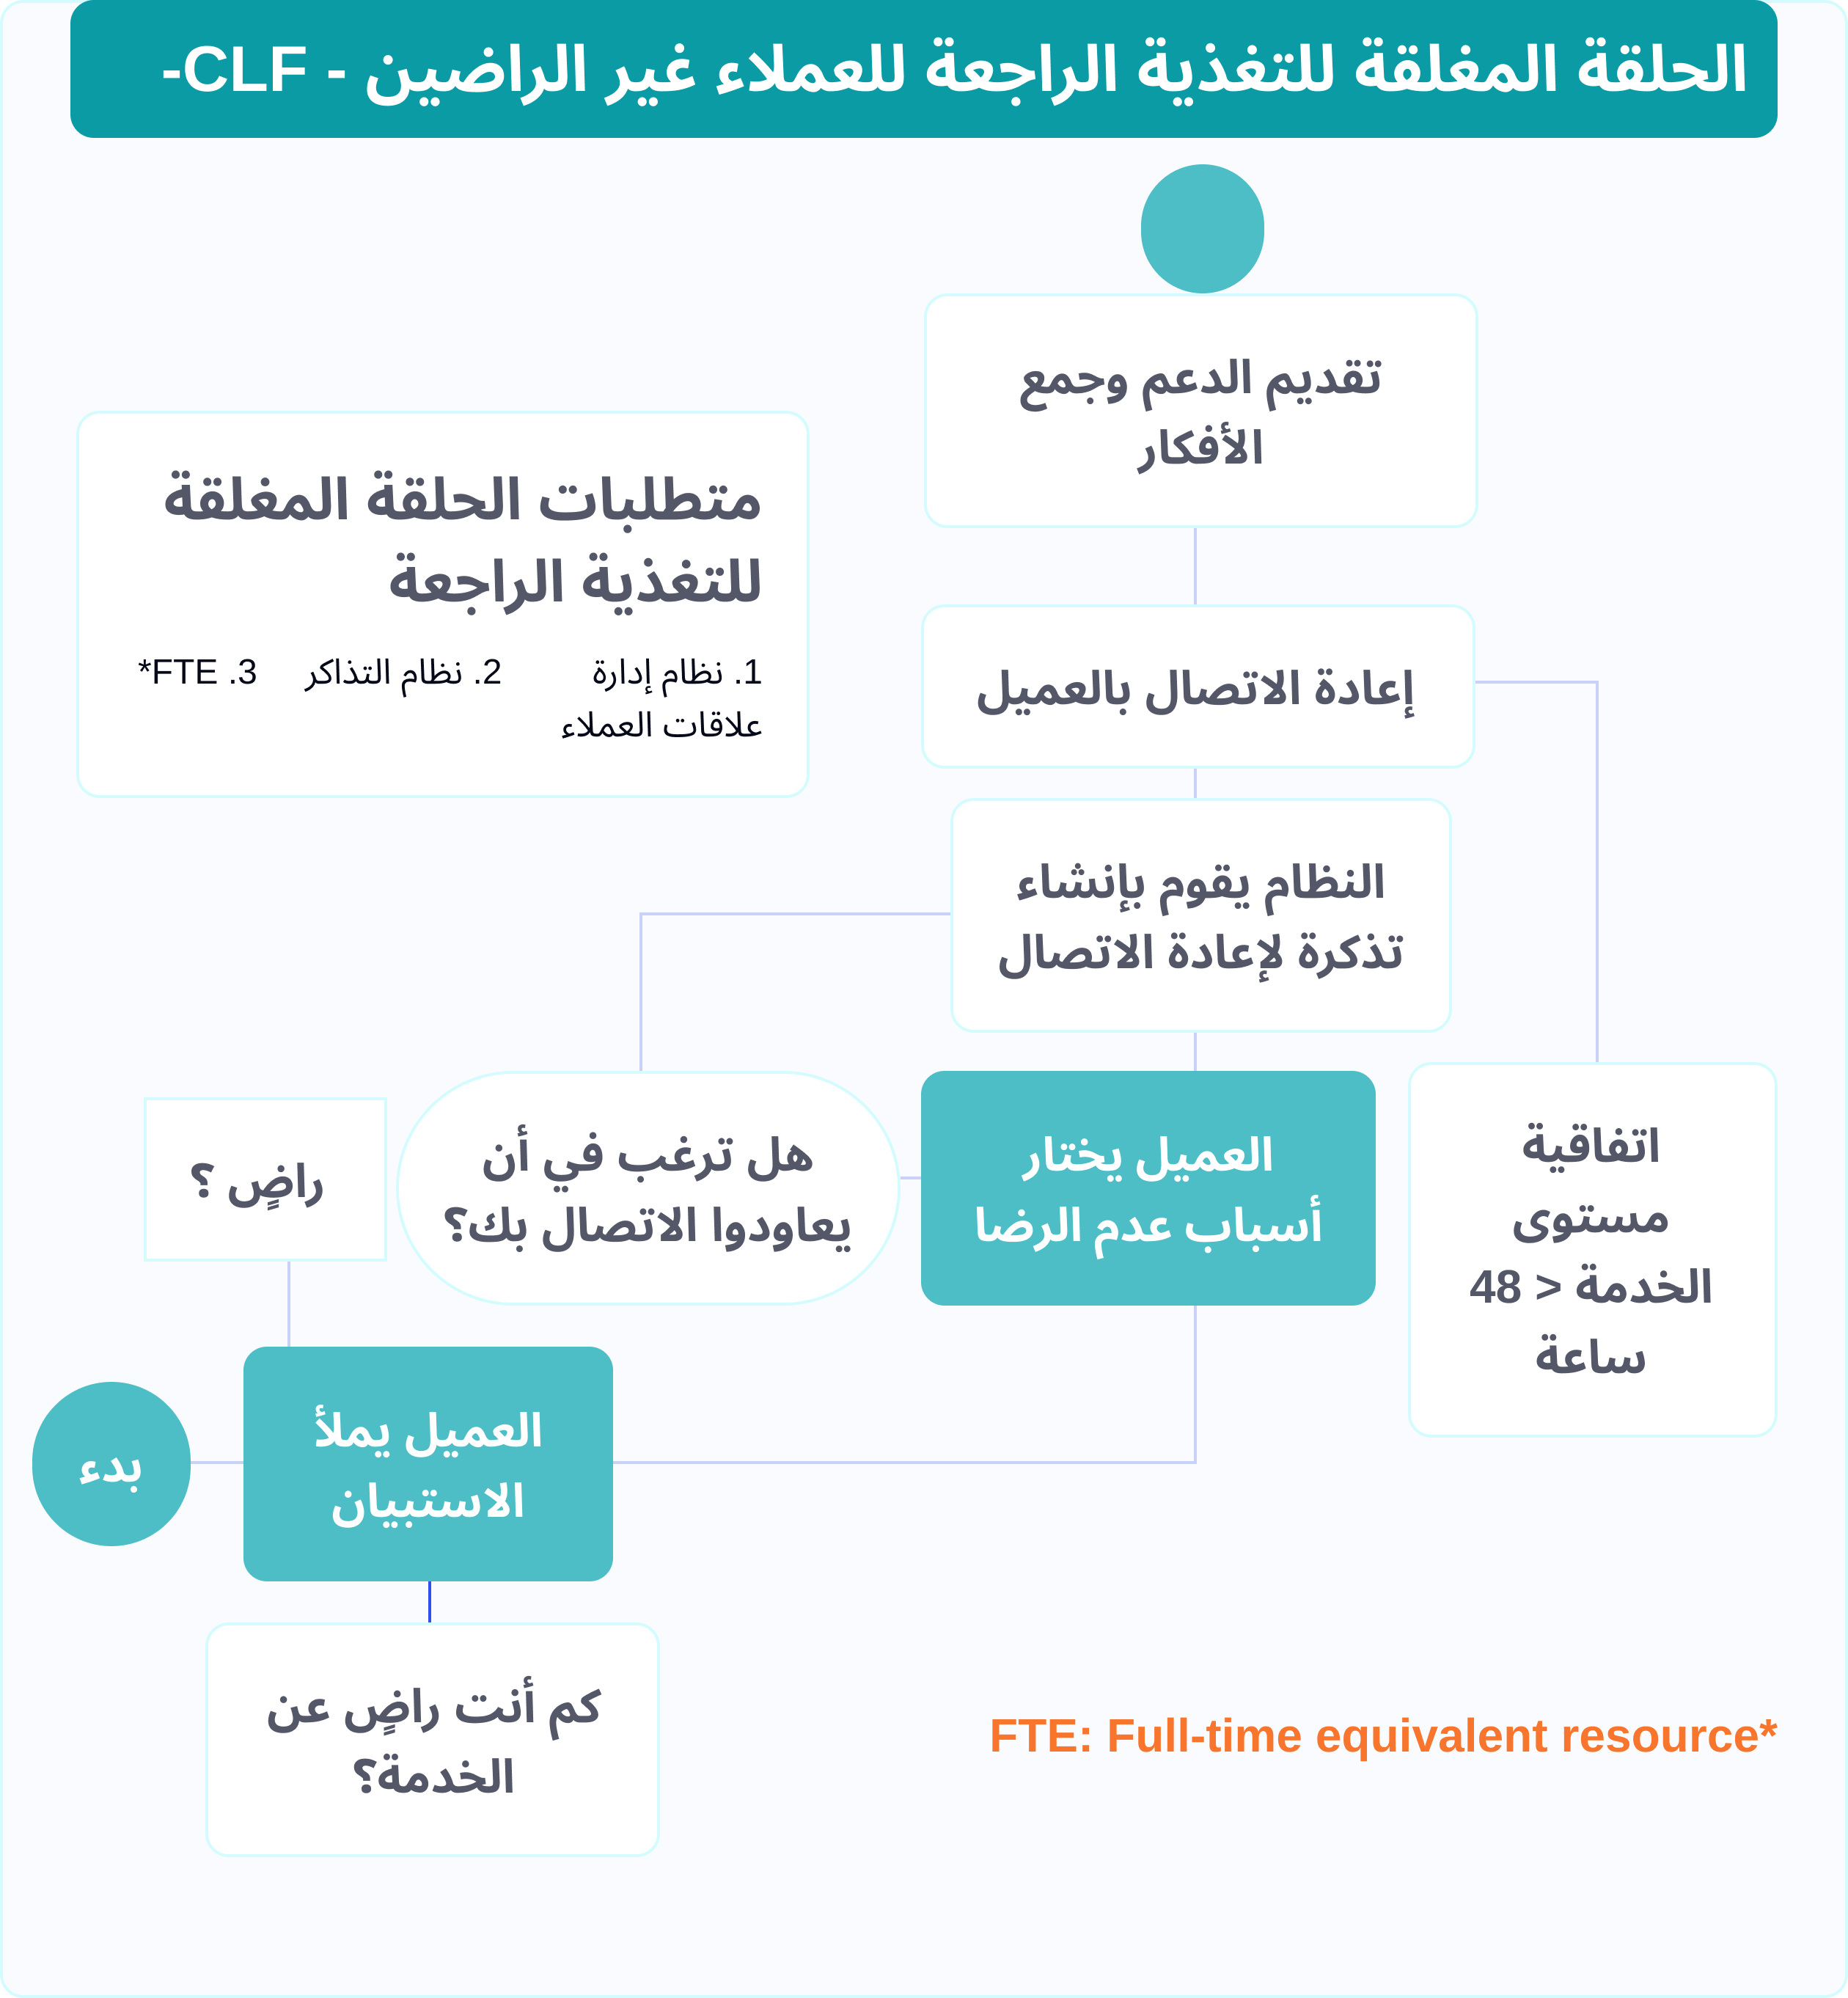 الحلقة المغلقة للتغذية الراجعة للعملاء غير الراضين - CLF-
تقديم الدعم وجمع
الأفكار
متطلبات الحلقة المغلقة
للتغذية الراجعة
1. نظام إدارة
علاقات العملاء
2. نظام التذاكر
3. FTE*
إعادة الاتصال بالعميل
النظام يقوم بإنشاء
تذكرة لإعادة الاتصال
اتفاقية
مستوى
الخدمة < 48
ساعة
العميل يختار
أسباب عدم الرضا
هل ترغب في أن
يعاودوا الاتصال بك؟
راضٍ ؟
العميل يملأ
الاستبيان
بدء
كم أنت راضٍ عن
الخدمة؟
FTE: Full-time equivalent resource*